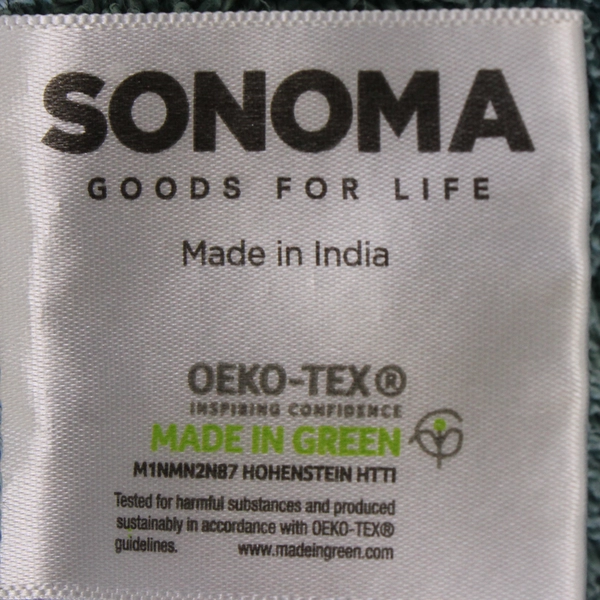 SONOMA
GOODS FOR LIFE
Made in India
OEKO-TEX®
INSPIRING CONFIDENCE
MADE IN GREEN
M1NMN2N87 HOHENSTEIN HTTI
Tested for harmful substances and produced
sustainably in accordance with OEKO-TEX®
guidelines. www.madeingreen.com